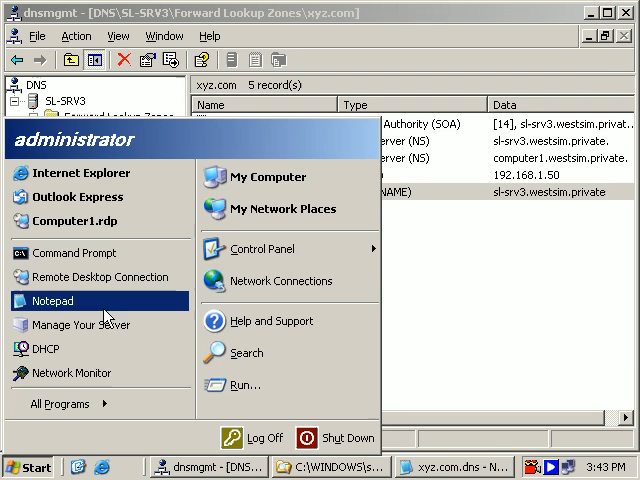 dnsmgmt - [DNS\SL-SRV3\Forward Lookup Zones\xyz.com]
File Action Window Help
DNS
SL-SRV3
Forward Lookup Zones
xyz.com 5 record(s)
Name Type Data
Authority (SOA) [14], sl-srv3.westsim.privat..
erver (NS) sl-srv3.westsim.private.
erver (NS) computer1.westsim.private.
192.168.1.50
NAME) sl-srv3.westsim.private
administrator
Internet Explorer
Outlook Express
Computer1.rdp
Command Prompt
Remote Desktop Connection
Notepad
Manage Your Server
DHCP
Network Monitor
All Programs
My Computer
My Network Places
Control Panel
Network Connections
Help and Support
Search
Run...
Log Off Shut Down
Start dnsmgmt - [DNS... C:\WINDOWS\s... xyz.com.dns - N... 3:43 PM